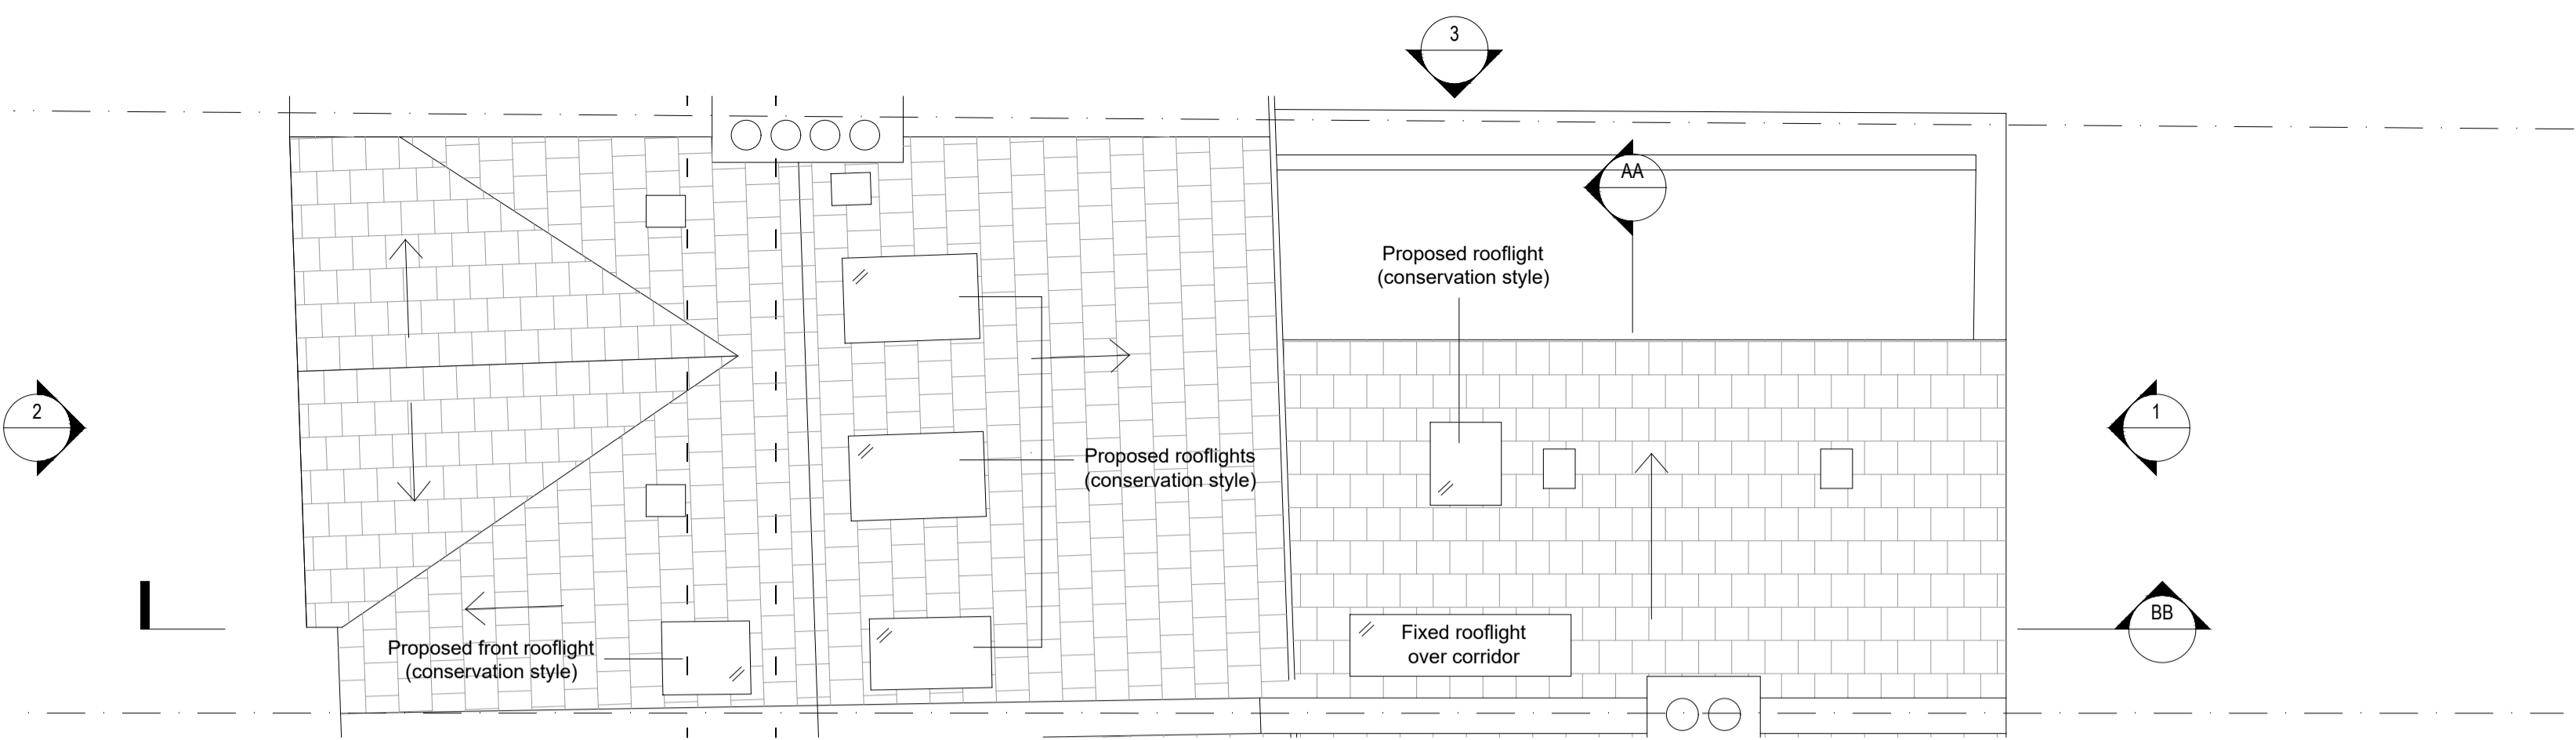 3
AA
Proposed rooflight
(conservation style)
2
1
Proposed rooflights
(conservation style)
BB
Fixed rooflight
over corridor
Proposed front rooflight
(conservation style)